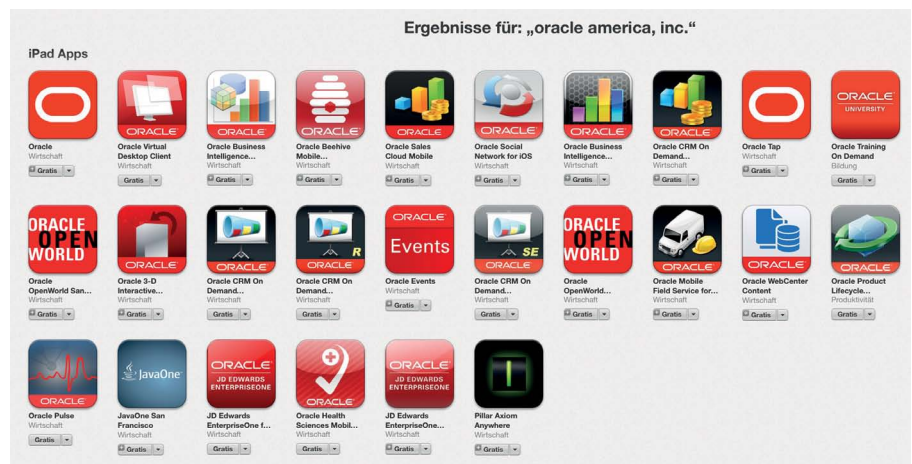 Ergebnisse für: „oracle america, inc.“
iPad Apps
ORACLE ORACLE ORACLE ORACLE ORACLE ORACLE ORACLE ORACLE
UNIVERSITY
Oracle Oracle Virtual Oracle Business Oracle Beehive Oracle Sales Oracle Social Oracle Business Oracle CRM On Oracle Tap Oracle Training
Desktop Client Intelligence... Mobile... Cloud Mobile Network for iOS Intelligence... Demand... On Demand
Wirtschaft Wirtschaft Wirtschaft Wirtschaft Wirtschaft Wirtschaft Wirtschaft Wirtschaft Wirtschaft Bildung
Gratis Gratis Gratis Gratis Gratis Gratis Gratis Gratis Gratis Gratis
ORACLE OPEN WORLD ORACLE ORACLE ORACLE R ORACLE Events ORACLE SE ORACLE OPEN WORLD ORACLE ORACLE ORACLE
Oracle Oracle 3-D Oracle CRM On Oracle CRM On Oracle Events Oracle CRM On Oracle Oracle Mobile Oracle WebCenter Oracle Product
OpenWorld San... Interactive... Demand... Demand... Demand... OpenWorld... Field Service for... Content Lifecycle...
Wirtschaft Wirtschaft Wirtschaft Wirtschaft Wirtschaft Wirtschaft Wirtschaft Wirtschaft Wirtschaft Produktivität
Gratis Gratis Gratis Gratis Gratis Gratis Gratis Gratis Gratis Gratis
ORACLE JavaOne ORACLE JD EDWARDS ENTERPRISEONE ORACLE ORACLE JD EDWARDS ENTERPRISEONE
Oracle Pulse JavaOne San JD Edwards Oracle Health JD Edwards Pillar Axiom
Francisco EnterpriseOne f... Sciences Mobil... EnterpriseOne... Anywhere
Wirtschaft Wirtschaft Wirtschaft Wirtschaft Wirtschaft Wirtschaft
Gratis Gratis Gratis Gratis Gratis Gratis